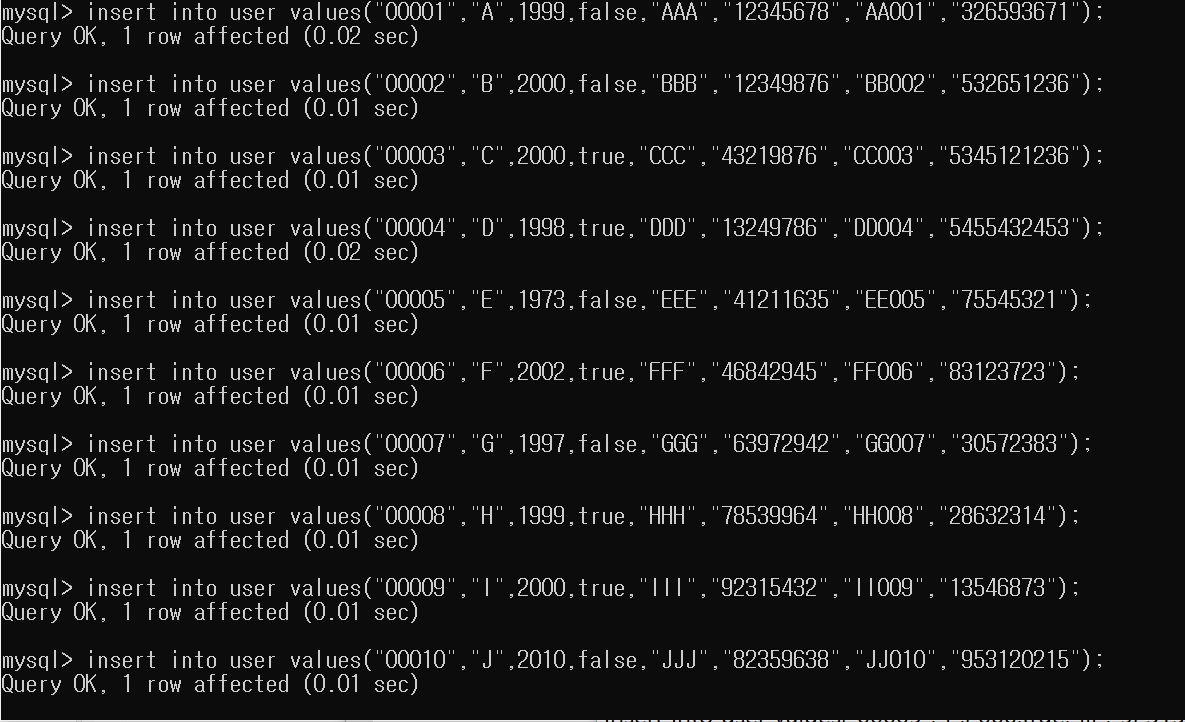 mysql> insert into user values("00001","A",1999,false,"AAA","12345678","AA001","326593671");
Query OK, 1 row affected (0.02 sec)
mysql> insert into user values("00002","B",2000,false,"BBB","12349876","BB002","532651236");
Query OK, 1 row affected (0.01 sec)
mysql> insert into user values("00003","C",2000,true,"CCC","43219876","CC003","5345121236");
Query OK, 1 row affected (0.01 sec)
mysql> insert into user values("00004","D",1998,true,"DDD","13249786","DD004","5455432453");
Query OK, 1 row affected (0.02 sec)
mysql> insert into user values("00005","E",1973,false,"EEE","41211635","EE005","75545321");
Query OK, 1 row affected (0.01 sec)
mysql> insert into user values("00006","F",2002,true,"FFF","46842945","FF006","83123723");
Query OK, 1 row affected (0.01 sec)
mysql> insert into user values("00007","G",1997,false,"GGG","63972942","GG007","30572383");
Query OK, 1 row affected (0.01 sec)
mysql> insert into user values("00008","H",1999,true,"HHH","78539964","HH008","28632314");
Query OK, 1 row affected (0.01 sec)
mysql> insert into user values("00009","I",2000,true,"III","92315432","II009","13546873");
Query OK, 1 row affected (0.01 sec)
mysql> insert into user values("00010","J",2010,false,"JJJ","82359638","JJ010","953120215");
Query OK, 1 row affected (0.01 sec)